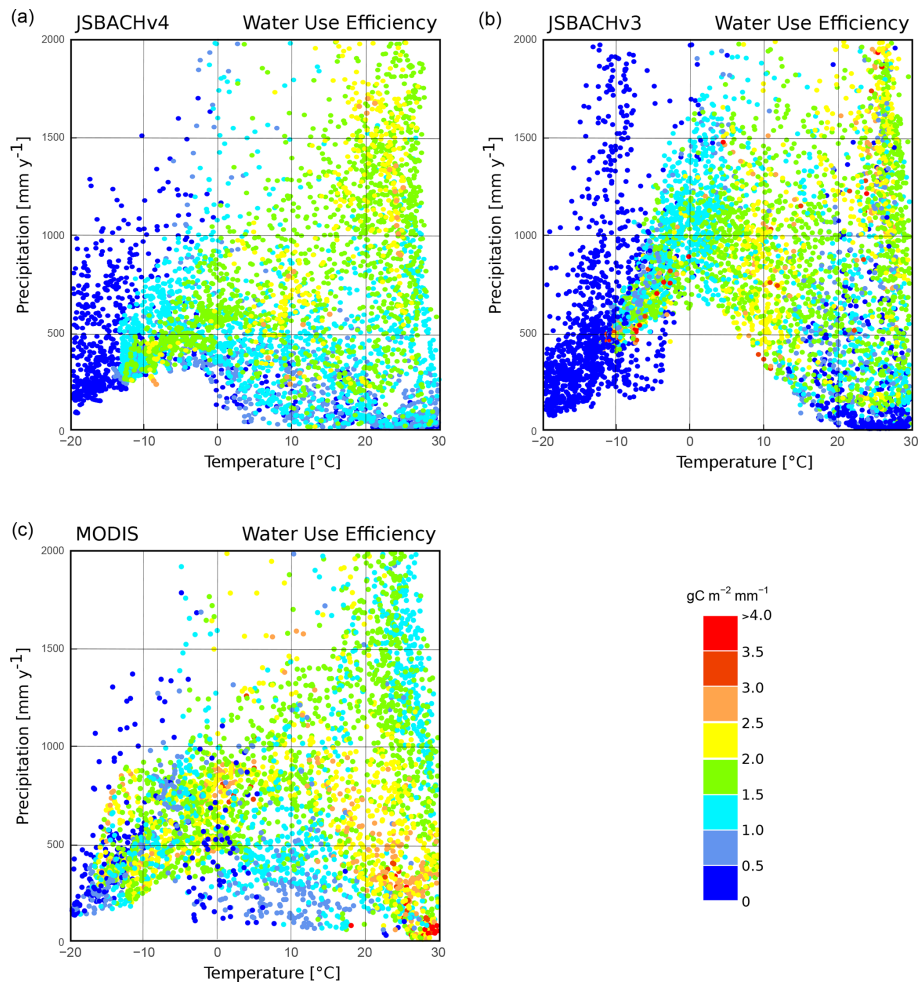 (a) JSBACHv4 Water Use Efficiency
2000
1500
1000
500
0
Precipitation [mm y⁻¹]
−20 −10 0 10 20 30
Temperature [°C]
(b) JSBACHv3 Water Use Efficiency
2000
1500
1000
500
0
Precipitation [mm y⁻¹]
−20 −10 0 10 20 30
Temperature [°C]
(c) MODIS Water Use Efficiency
2000
1500
1000
500
0
Precipitation [mm y⁻¹]
−20 −10 0 10 20 30
Temperature [°C]
gC m⁻² mm⁻¹
>4.0
3.5
3.0
2.5
2.0
1.5
1.0
0.5
0